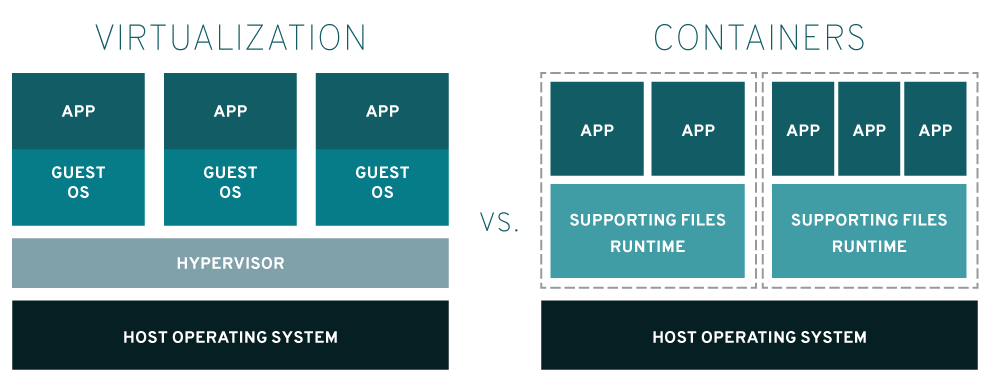 VIRTUALIZATION
APP
GUEST
OS
APP
GUEST
OS
APP
GUEST
OS
HYPERVISOR
HOST OPERATING SYSTEM
VS.
CONTAINERS
APP
APP
SUPPORTING FILES
RUNTIME
APP
APP
APP
SUPPORTING FILES
RUNTIME
HOST OPERATING SYSTEM